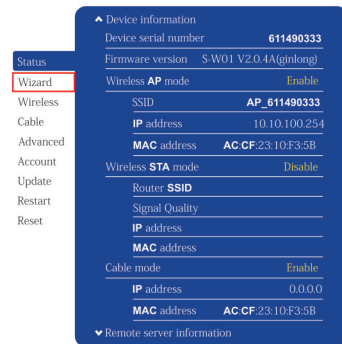 Device information
Device serial number 611490333
Status
Firmware version S-W01 V2.0.4A(ginlong)
Wizard
Wireless AP mode Enable
Wireless
SSID AP_611490333
Cable
IP address 10.10.100.254
Advanced
MAC address AC:CF:23:10:F3:5B
Account
Wireless STA mode Disable
Update
Router SSID
Restart
Signal Quality
Reset
IP address
MAC address
Cable mode Enable
IP address 0.0.0.0
MAC address AC:CF:23:10:F3:5B
Remote server information